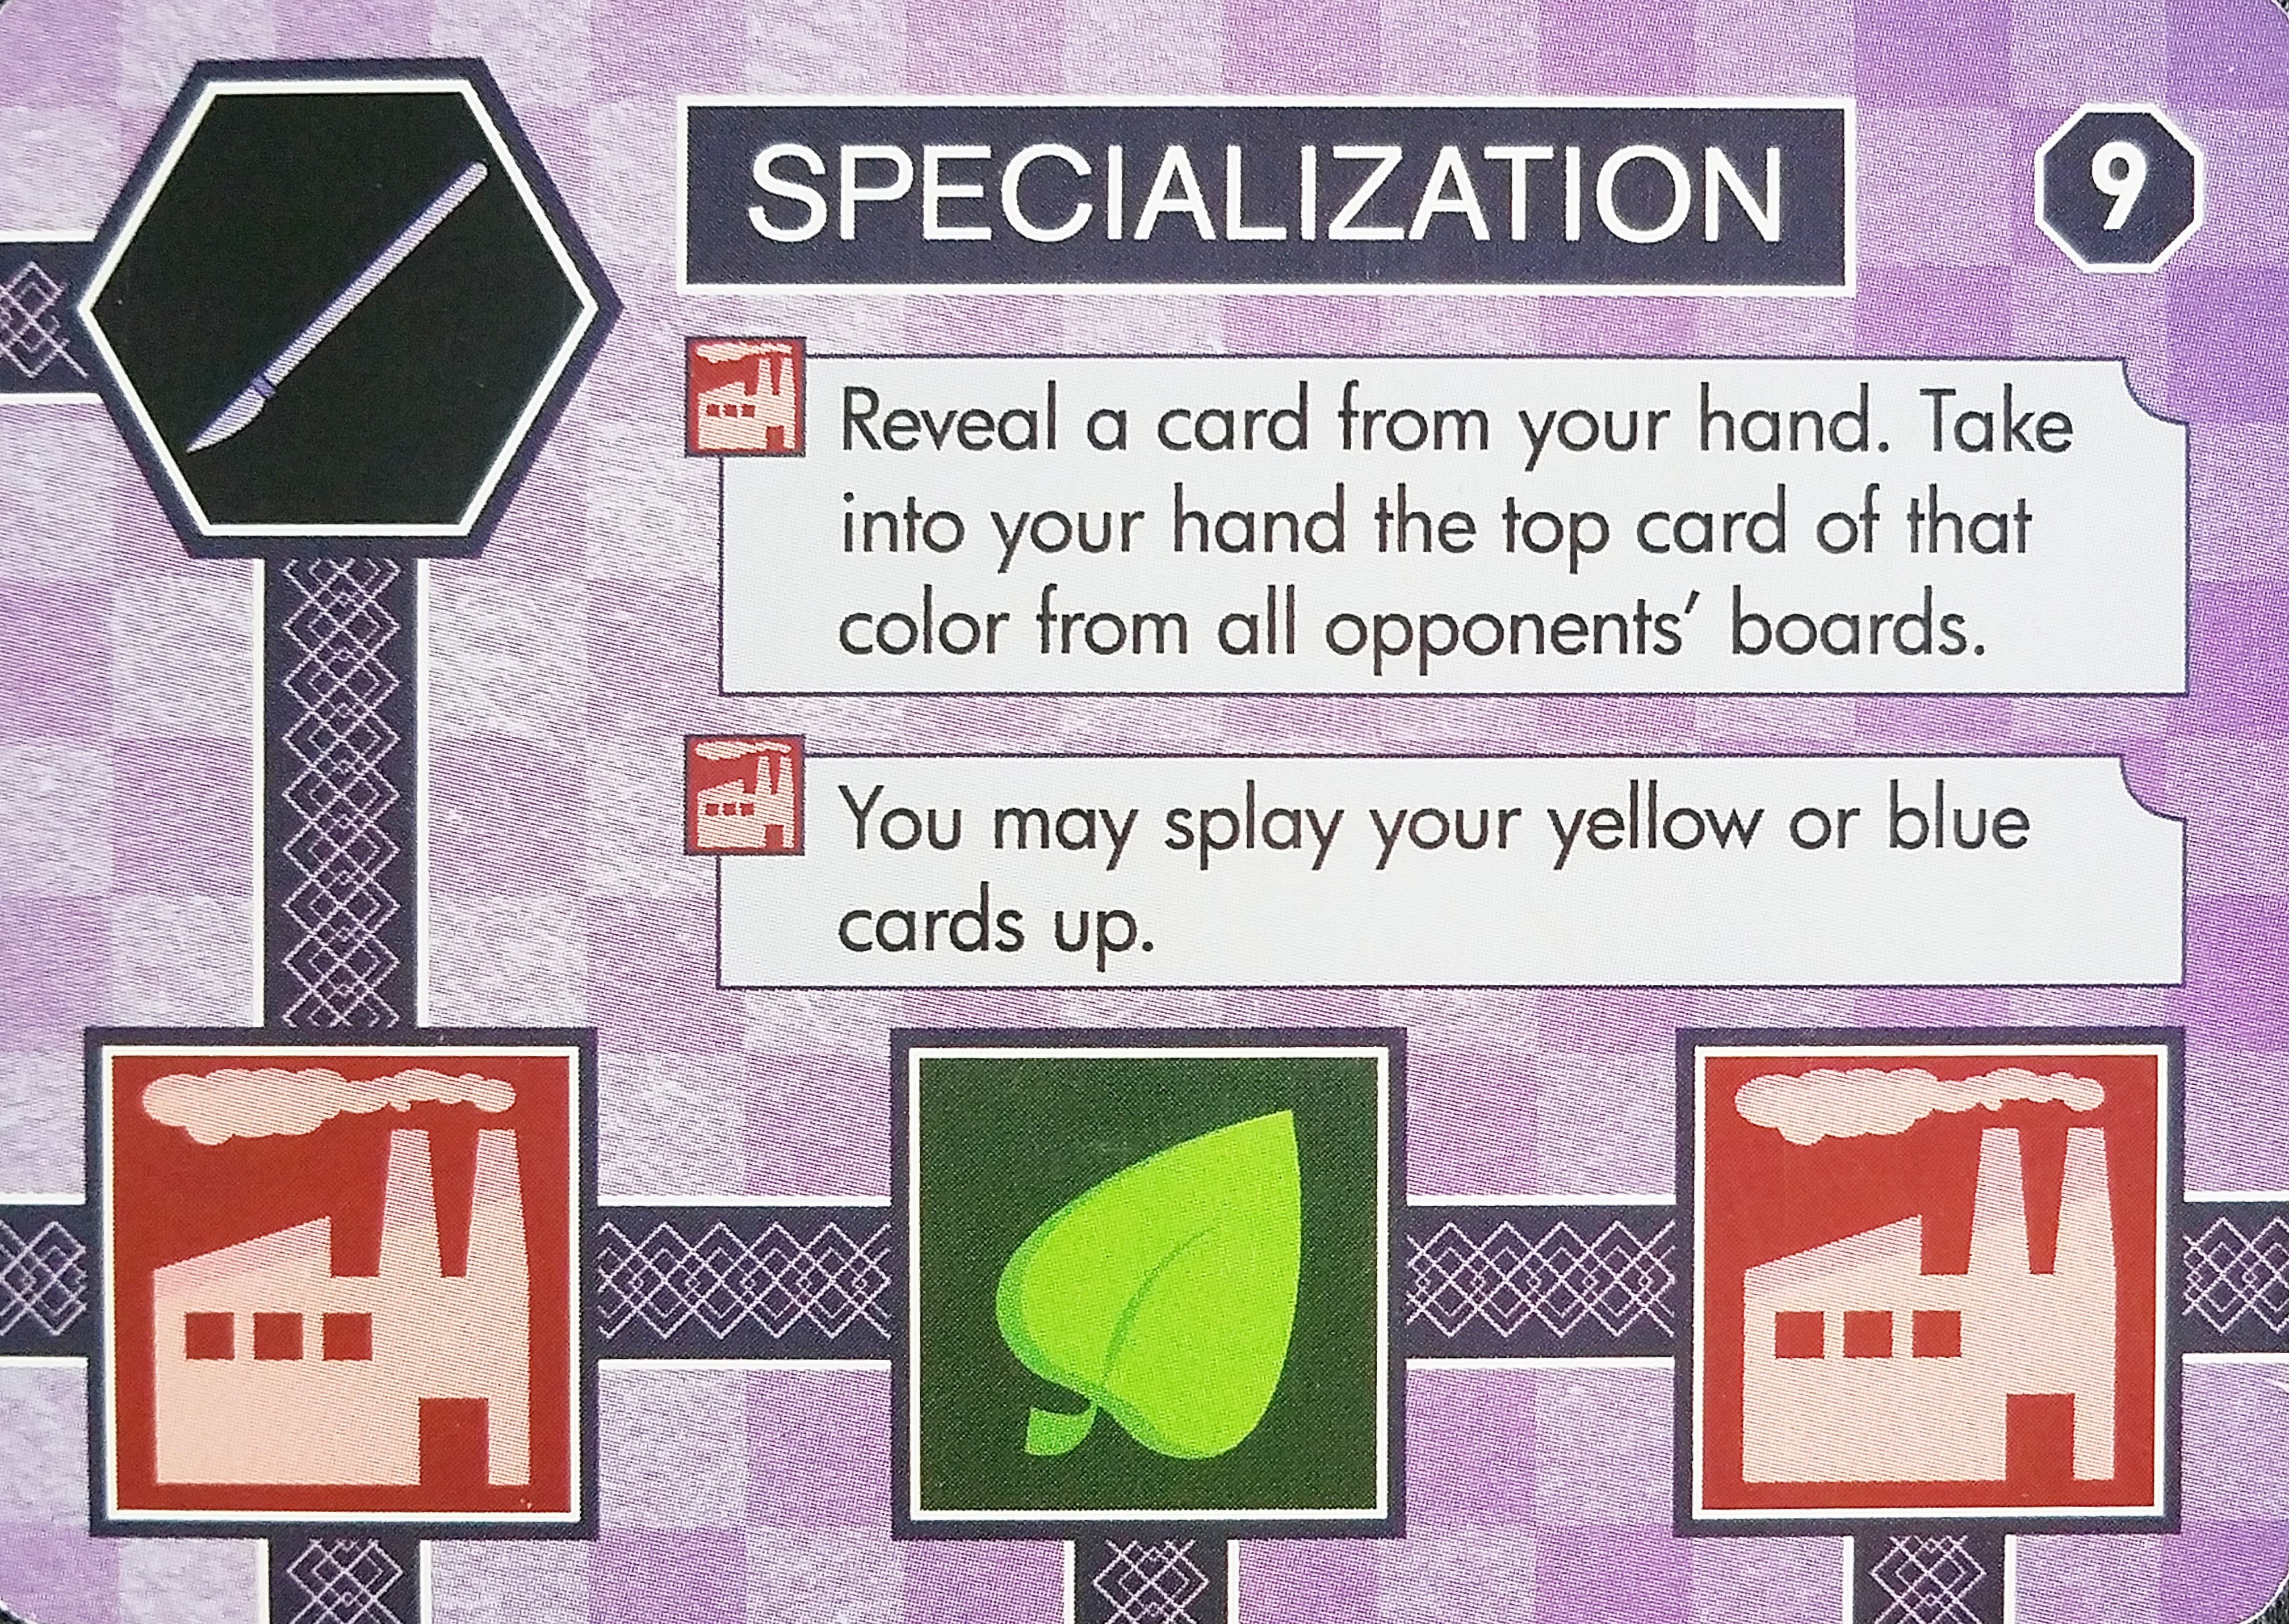 SPECIALIZATION
9
Reveal a card from your hand. Take
into your hand the top card of that
color from all opponents’ boards.
You may splay your yellow or blue
cards up.